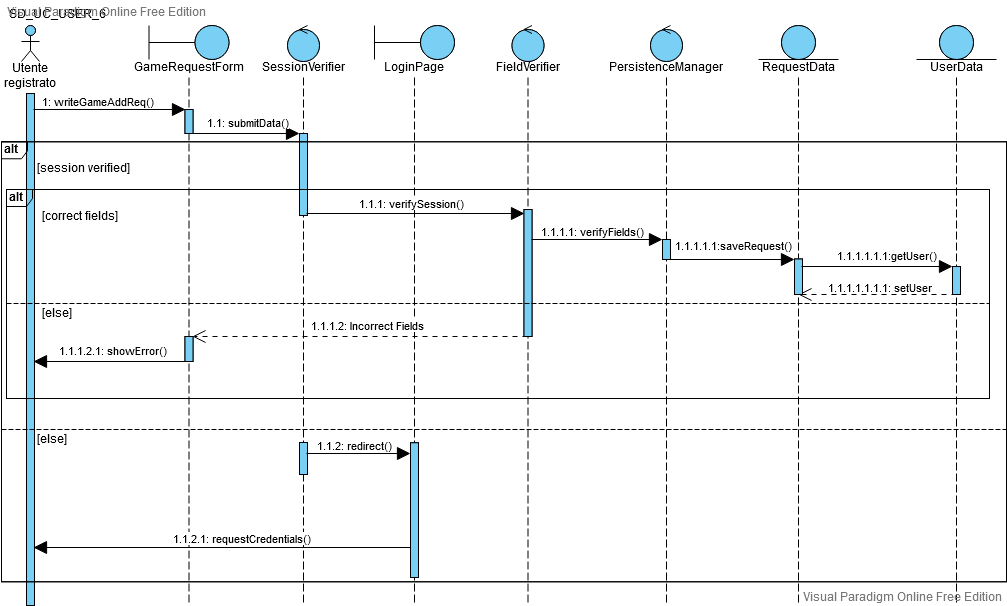 Visual Paradigm Online Free Edition
SD_UC_USER_6
Utente
registrato
GameRequestForm
SessionVerifier
LoginPage
FieldVerifier
PersistenceManager
RequestData
UserData
1: writeGameAddReq()
1.1: submitData()
alt
[session verified]
alt
[correct fields]
1.1.1: verifySession()
1.1.1.1: verifyFields()
1.1.1.1.1:saveRequest()
1.1.1.1.1.1:getUser()
1.1.1.1.1.1.1: setUser
[else]
1.1.1.2: Incorrect Fields
1.1.1.2.1: showError()
[else]
1.1.2: redirect()
1.1.2.1: requestCredentials()
Visual Paradigm Online Free Edition